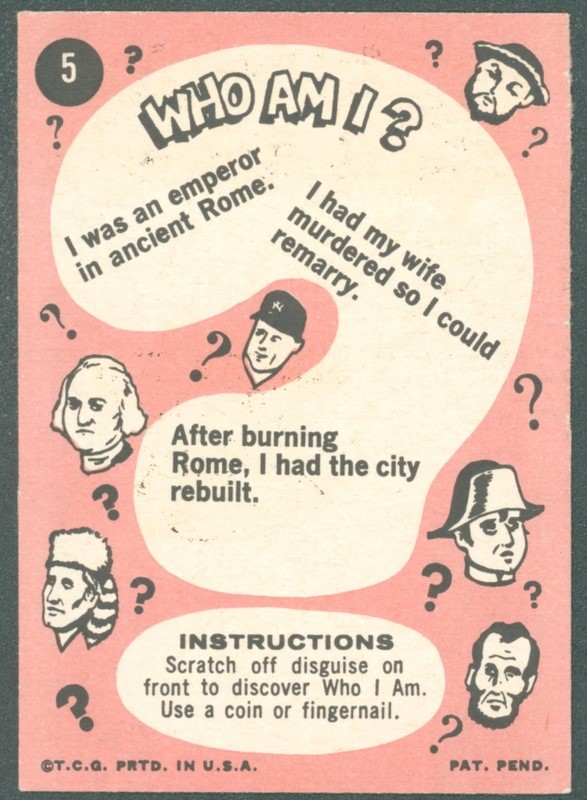 5
WHO AM I?
I was an emperor
in ancient Rome.
I had my wife
murdered so I could
remarry.
After burning
Rome, I had the city
rebuilt.
INSTRUCTIONS
Scratch off disguise on
front to discover Who I Am.
Use a coin or fingernail.
©T.C.G. PRTD. IN U.S.A.
PAT. PEND.